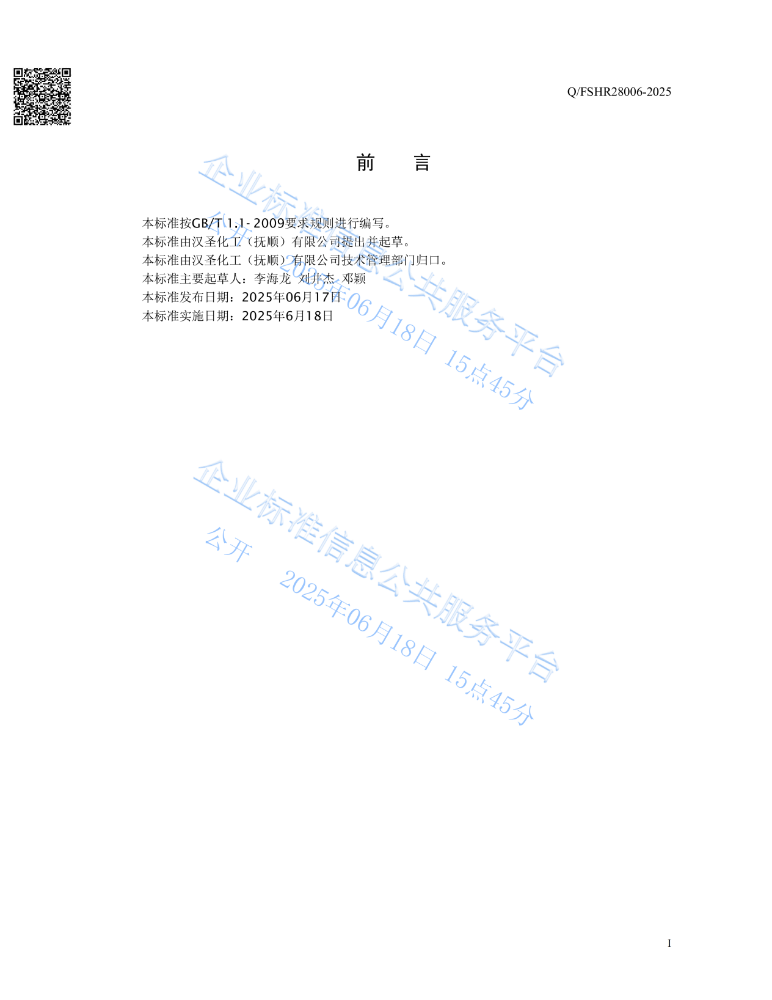 Q/FSHR28006-2025
前 言
本标准按GB/T 1.1- 2009要求规则进行编写。
本标准由汉圣化工（抚顺）有限公司提出并起草。
本标准由汉圣化工（抚顺）有限公司技术管理部门归口。
本标准主要起草人：李海龙 刘井杰 邓颖
本标准发布日期：2025年06月17日
本标准实施日期：2025年6月18日
企业标准信息公共服务平台
公开 2025年06月18日 15点45分
企业标准信息公共服务平台
公开 2025年06月18日 15点45分
I